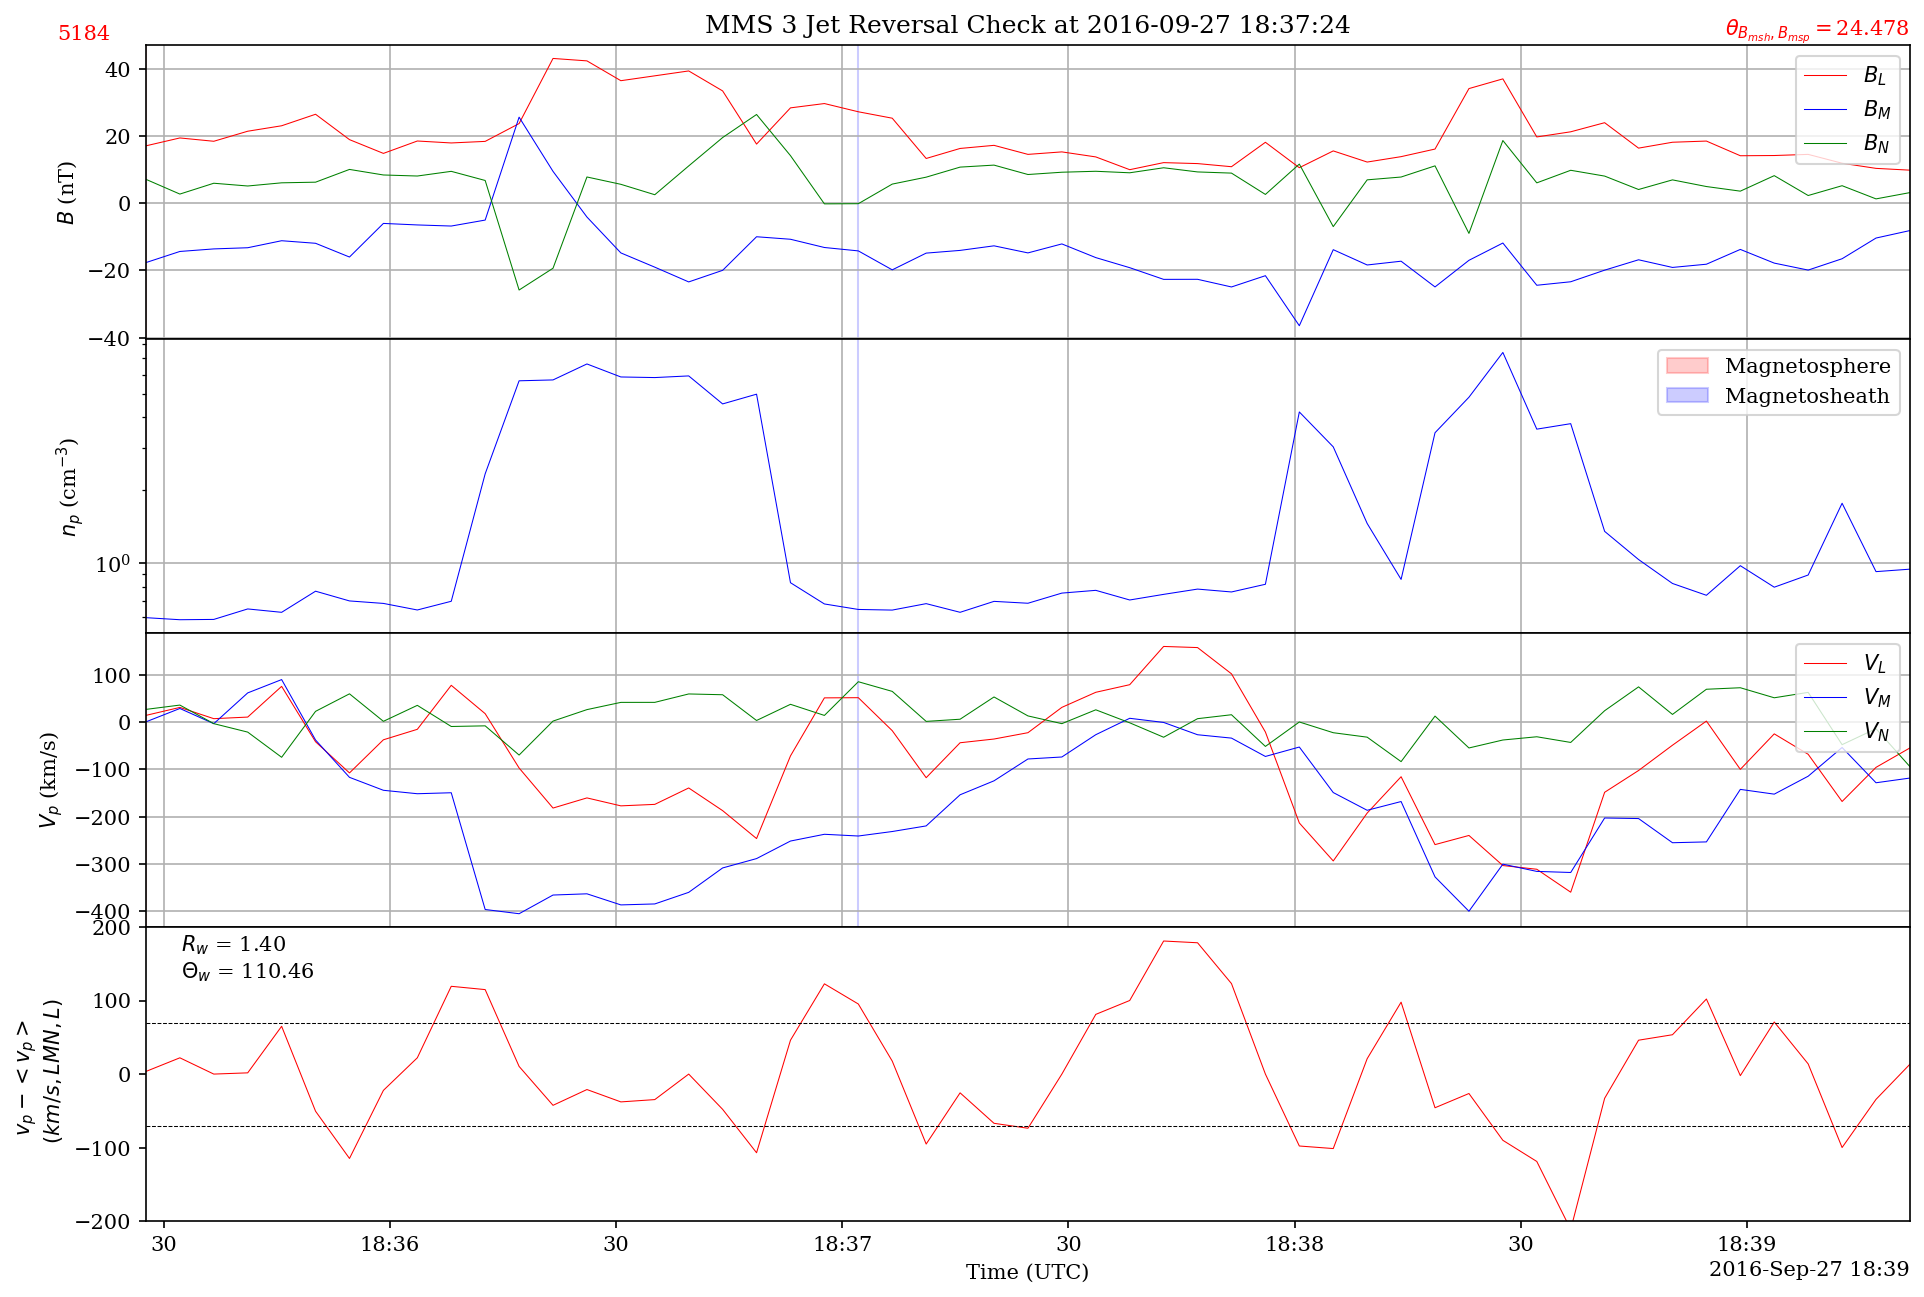 MMS 3 Jet Reversal Check at 2016-09-27 18:37:24
5184
θ_{B_{msh}, B_{msp}} = 24.478
40
20
0
−20
−40
B (nT)
B_L
B_M
B_N
10^0
n_p (cm^{−3})
Magnetosphere
Magnetosheath
100
0
−100
−200
−300
−400
V_p (km/s)
V_L
V_M
V_N
200
100
0
−100
−200
v_p − < v_p >
(km/s, LMN, L)
R_w = 1.40
Θ_w = 110.46
30 18:36 30 18:37 30 18:38 30 18:39
Time (UTC)
2016-Sep-27 18:39